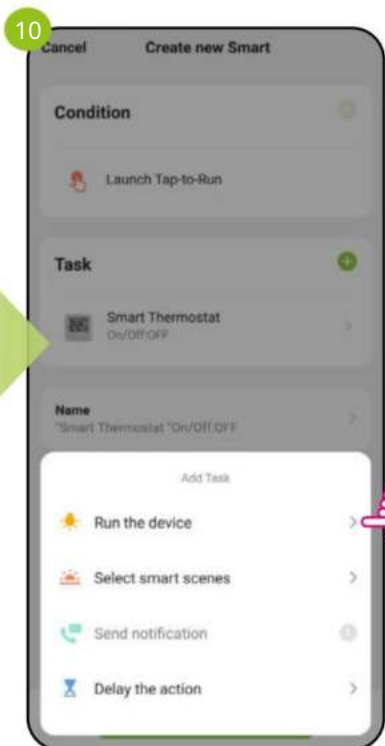 10
Cancel Create new Smart
Condition
Launch Tap-to-Run
Task
Smart Thermostat
On/Off:OFF
Name
"Smart Thermostat "On/Off:OFF
Add Task
Run the device
Select smart scenes
Send notification
Delay the action